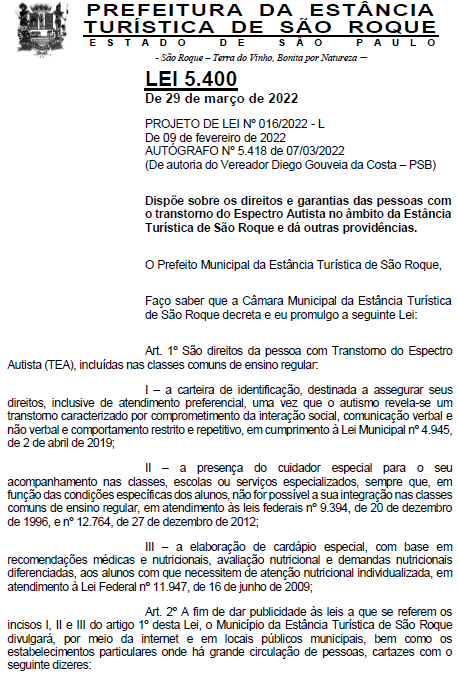 PREFEITURA DA ESTÂNCIA
TURÍSTICA DE SÃO ROQUE
ESTADO DE SÃO PAULO
- São Roque – Terra do Vinho, Bonita por Natureza –
LEI 5.400
De 29 de março de 2022
PROJETO DE LEI Nº 016/2022 - L
De 09 de fevereiro de 2022
AUTÓGRAFO Nº 5.418 de 07/03/2022
(De autoria do Vereador Diego Gouveia da Costa – PSB)
Dispõe sobre os direitos e garantias das pessoas com
o transtorno do Espectro Autista no âmbito da Estância
Turística de São Roque e dá outras providências.
O Prefeito Municipal da Estância Turística de São Roque,
Faço saber que a Câmara Municipal da Estância Turística
de São Roque decreta e eu promulgo a seguinte Lei:
Art. 1º São direitos da pessoa com Transtorno do Espectro
Autista (TEA), incluídas nas classes comuns de ensino regular:
I – a carteira de identificação, destinada a assegurar seus
direitos, inclusive de atendimento preferencial, uma vez que o autismo revela-se um
transtorno caracterizado por comprometimento da interação social, comunicação verbal e
não verbal e comportamento restrito e repetitivo, em cumprimento à Lei Municipal nº 4.945,
de 2 de abril de 2019;
II – a presença do cuidador especial para o seu
acompanhamento nas classes, escolas ou serviços especializados, sempre que, em
função das condições específicas dos alunos, não for possível a sua integração nas classes
comuns de ensino regular, em atendimento às leis federais nº 9.394, de 20 de dezembro
de 1996, e nº 12.764, de 27 de dezembro de 2012;
III – a elaboração de cardápio especial, com base em
recomendações médicas e nutricionais, avaliação nutricional e demandas nutricionais
diferenciadas, aos alunos com que necessitem de atenção nutricional individualizada, em
atendimento à Lei Federal nº 11.947, de 16 de junho de 2009;
Art. 2º A fim de dar publicidade às leis a que se referem os
incisos I, II e III do artigo 1º desta Lei, o Município da Estância Turística de São Roque
divulgará, por meio da internet e em locais públicos municipais, bem como os
estabelecimentos particulares onde há grande circulação de pessoas, cartazes com o
seguinte dizeres: